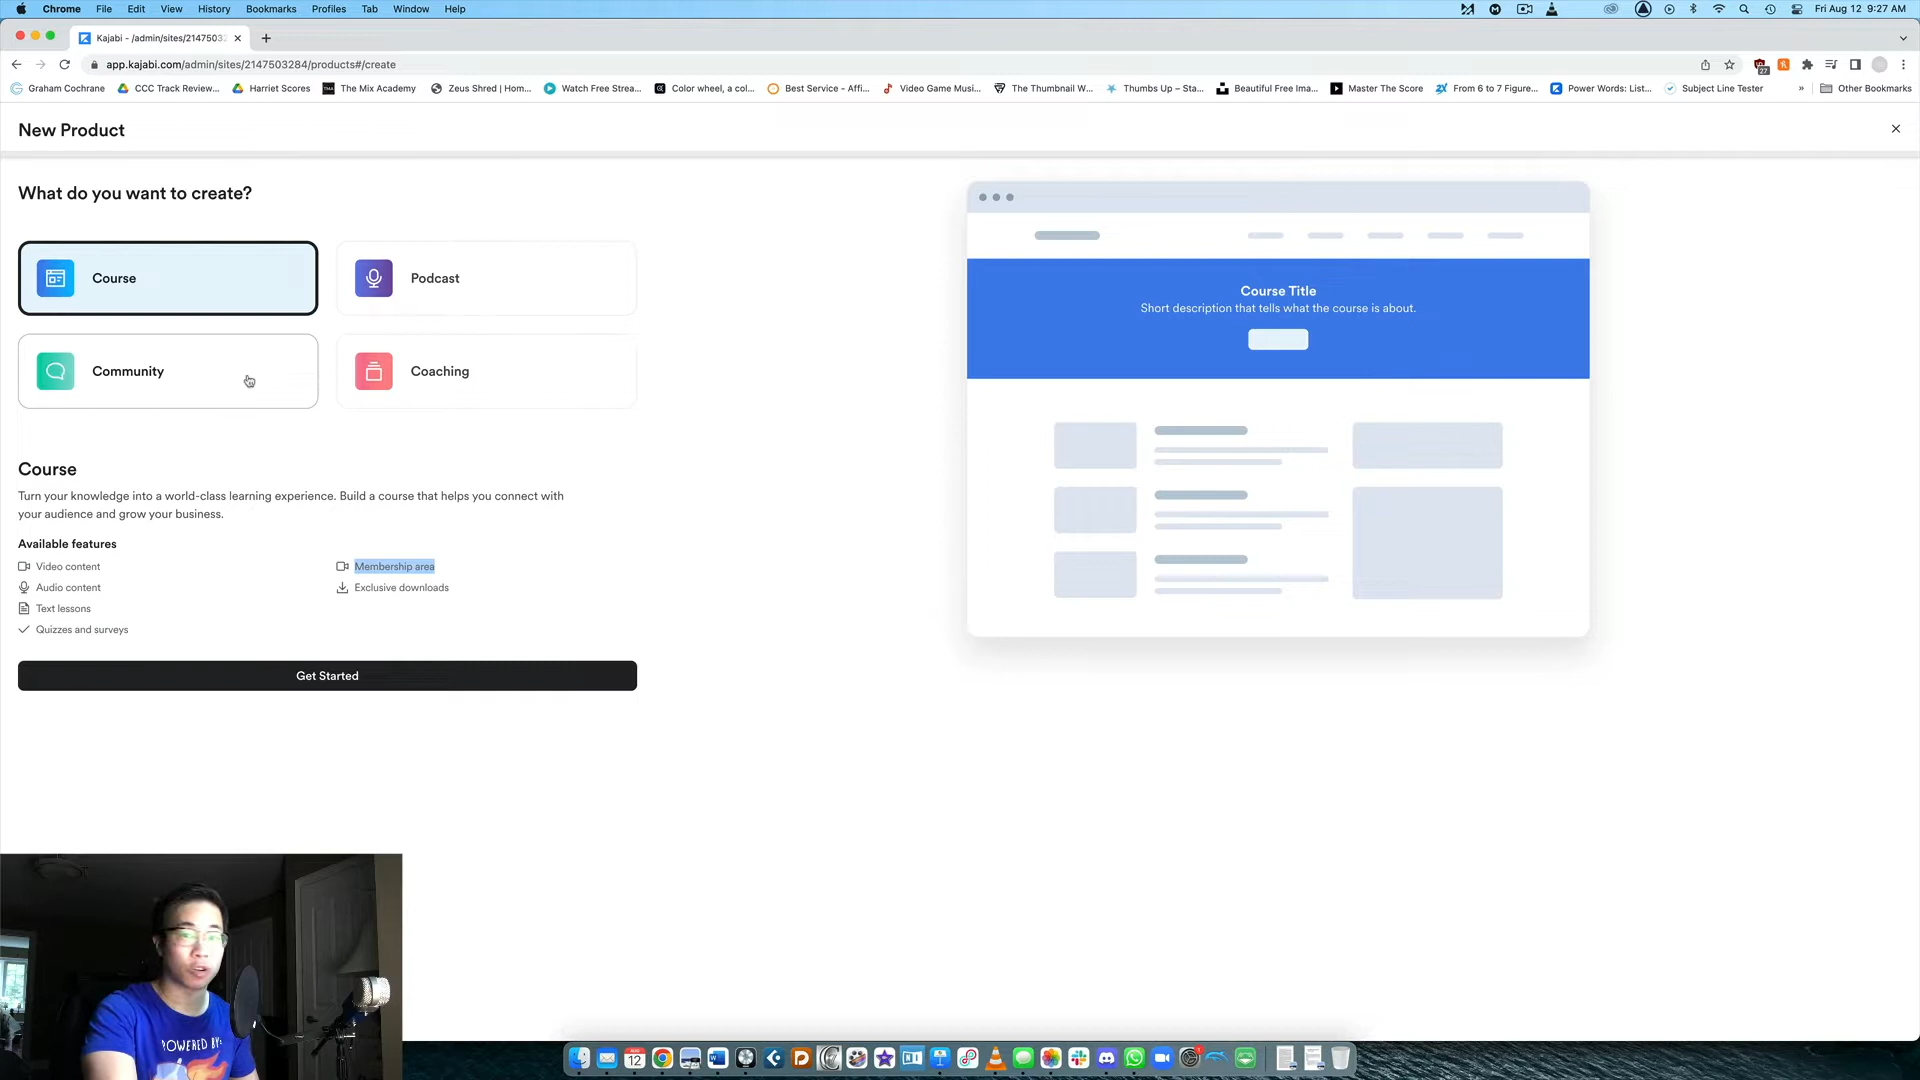 Chrome File Edit View History Bookmarks Profiles Tab Window Help
Fri Aug 12 9:27 AM
Kajabi - /admin/sites/2147503
app.kajabi.com/admin/sites/2147503284/products#/create
27
Graham Cochrane CCC Track Review... Harriet Scores The Mix Academy Zeus Shred | Hom... Watch Free Strea... Color wheel, a col... Best Service - Affi... Video Game Musi... The Thumbnail W... Thumbs Up – Sta... Beautiful Free Ima... Master The Score From 6 to 7 Figure... Power Words: List... Subject Line Tester » Other Bookmarks
New Product
What do you want to create?
Course
Podcast
Community
Coaching
Course
Turn your knowledge into a world-class learning experience. Build a course that helps you connect with
your audience and grow your business.
Available features
Video content
Membership area
Audio content
Exclusive downloads
Text lessons
Quizzes and surveys
Get Started
Course Title
Short description that tells what the course is about.
POWERED BY:
12